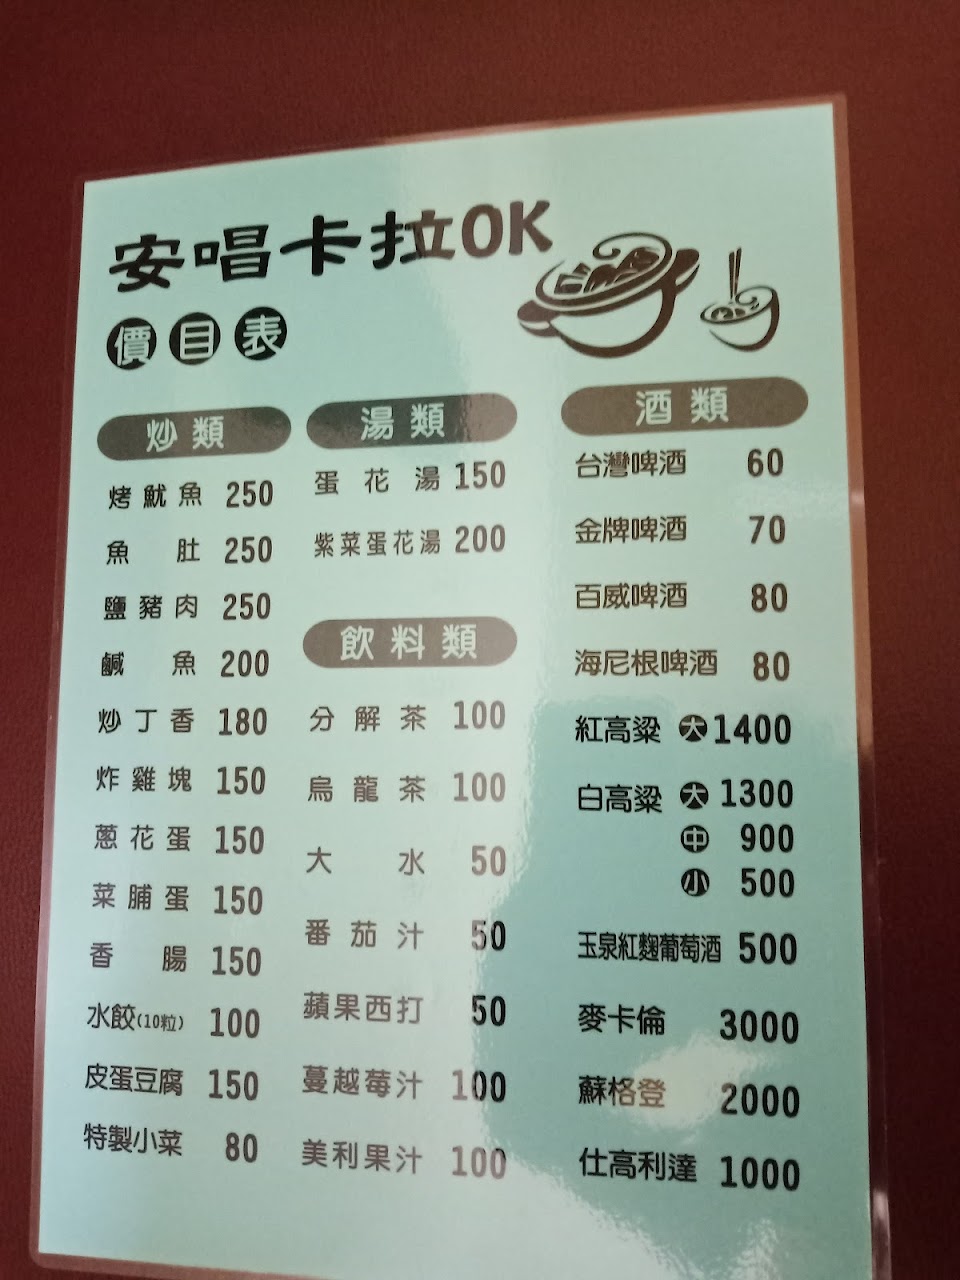 安唱卡拉OK
價目表
炒類
烤魷魚 250
魚肚 250
鹽豬肉 250
鹹魚 200
炒丁香 180
炸雞塊 150
蔥花蛋 150
菜脯蛋 150
香腸 150
水餃(10粒) 100
皮蛋豆腐 150
特製小菜 80
湯類
蛋花湯 150
紫菜蛋花湯 200
飲料類
分解茶 100
烏龍茶 100
大水 50
番茄汁 50
蘋果西打 50
蔓越莓汁 100
美利果汁 100
酒類
台灣啤酒 60
金牌啤酒 70
百威啤酒 80
海尼根啤酒 80
紅高粱 大 1400
白高粱 大 1300
中 900
小 500
玉泉紅麴葡萄酒 500
麥卡倫 3000
蘇格登 2000
仕高利達 1000